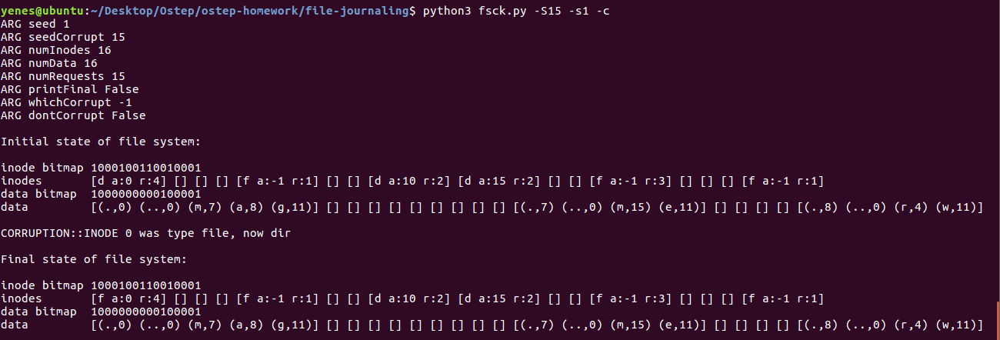 yenes@ubuntu:~/Desktop/Ostep/ostep-homework/file-journaling$ python3 fsck.py -S15 -s1 -c
ARG seed 1
ARG seedCorrupt 15
ARG numInodes 16
ARG numData 16
ARG numRequests 15
ARG printFinal False
ARG whichCorrupt -1
ARG dontCorrupt False
Initial state of file system:
inode bitmap 1000100110010001
inodes       [d a:0 r:4] [] [] [] [f a:-1 r:1] [] [] [d a:10 r:2] [d a:15 r:2] [] [] [f a:-1 r:3] [] [] [] [f a:-1 r:1]
data bitmap  1000000000100001
data         [(.,0) (..,0) (m,7) (a,8) (g,11)] [] [] [] [] [] [] [] [] [] [(.,7) (..,0) (m,15) (e,11)] [] [] [] [] [(.,8) (..,0) (r,4) (w,11)]
CORRUPTION::INODE 0 was type file, now dir
Final state of file system:
inode bitmap 1000100110010001
inodes       [f a:0 r:4] [] [] [] [f a:-1 r:1] [] [] [d a:10 r:2] [d a:15 r:2] [] [] [f a:-1 r:3] [] [] [] [f a:-1 r:1]
data bitmap  1000000000100001
data         [(.,0) (..,0) (m,7) (a,8) (g,11)] [] [] [] [] [] [] [] [] [] [(.,7) (..,0) (m,15) (e,11)] [] [] [] [] [(.,8) (..,0) (r,4) (w,11)]